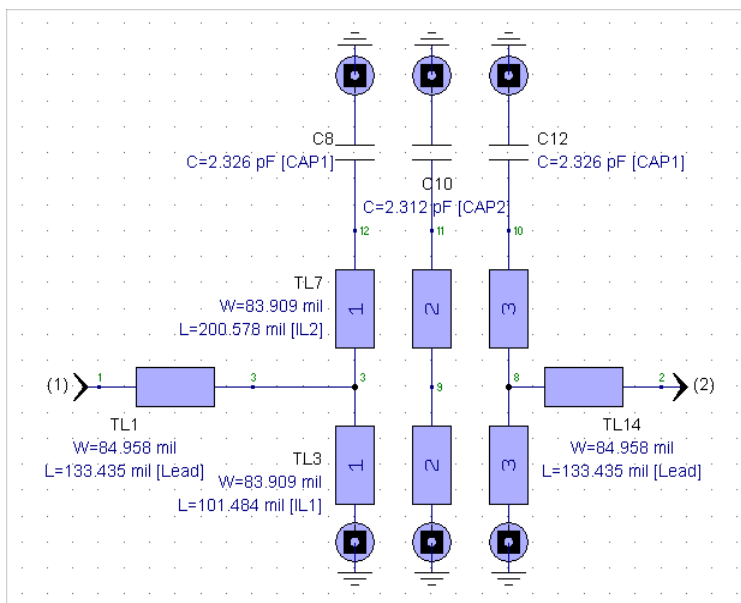 C8
C=2.326 pF [CAP1]
C12
C=2.326 pF [CAP1]
C10
C=2.312 pF [CAP2]
12
11
10
TL7
W=83.909 mil
L=200.578 mil [IL2]
1
2
3
(1)
1
3
3
9
8
2
(2)
TL1
W=84.958 mil
L=133.435 mil [Lead]
TL14
W=84.958 mil
L=133.435 mil [Lead]
TL3
W=83.909 mil
L=101.484 mil [IL1]
1
2
3